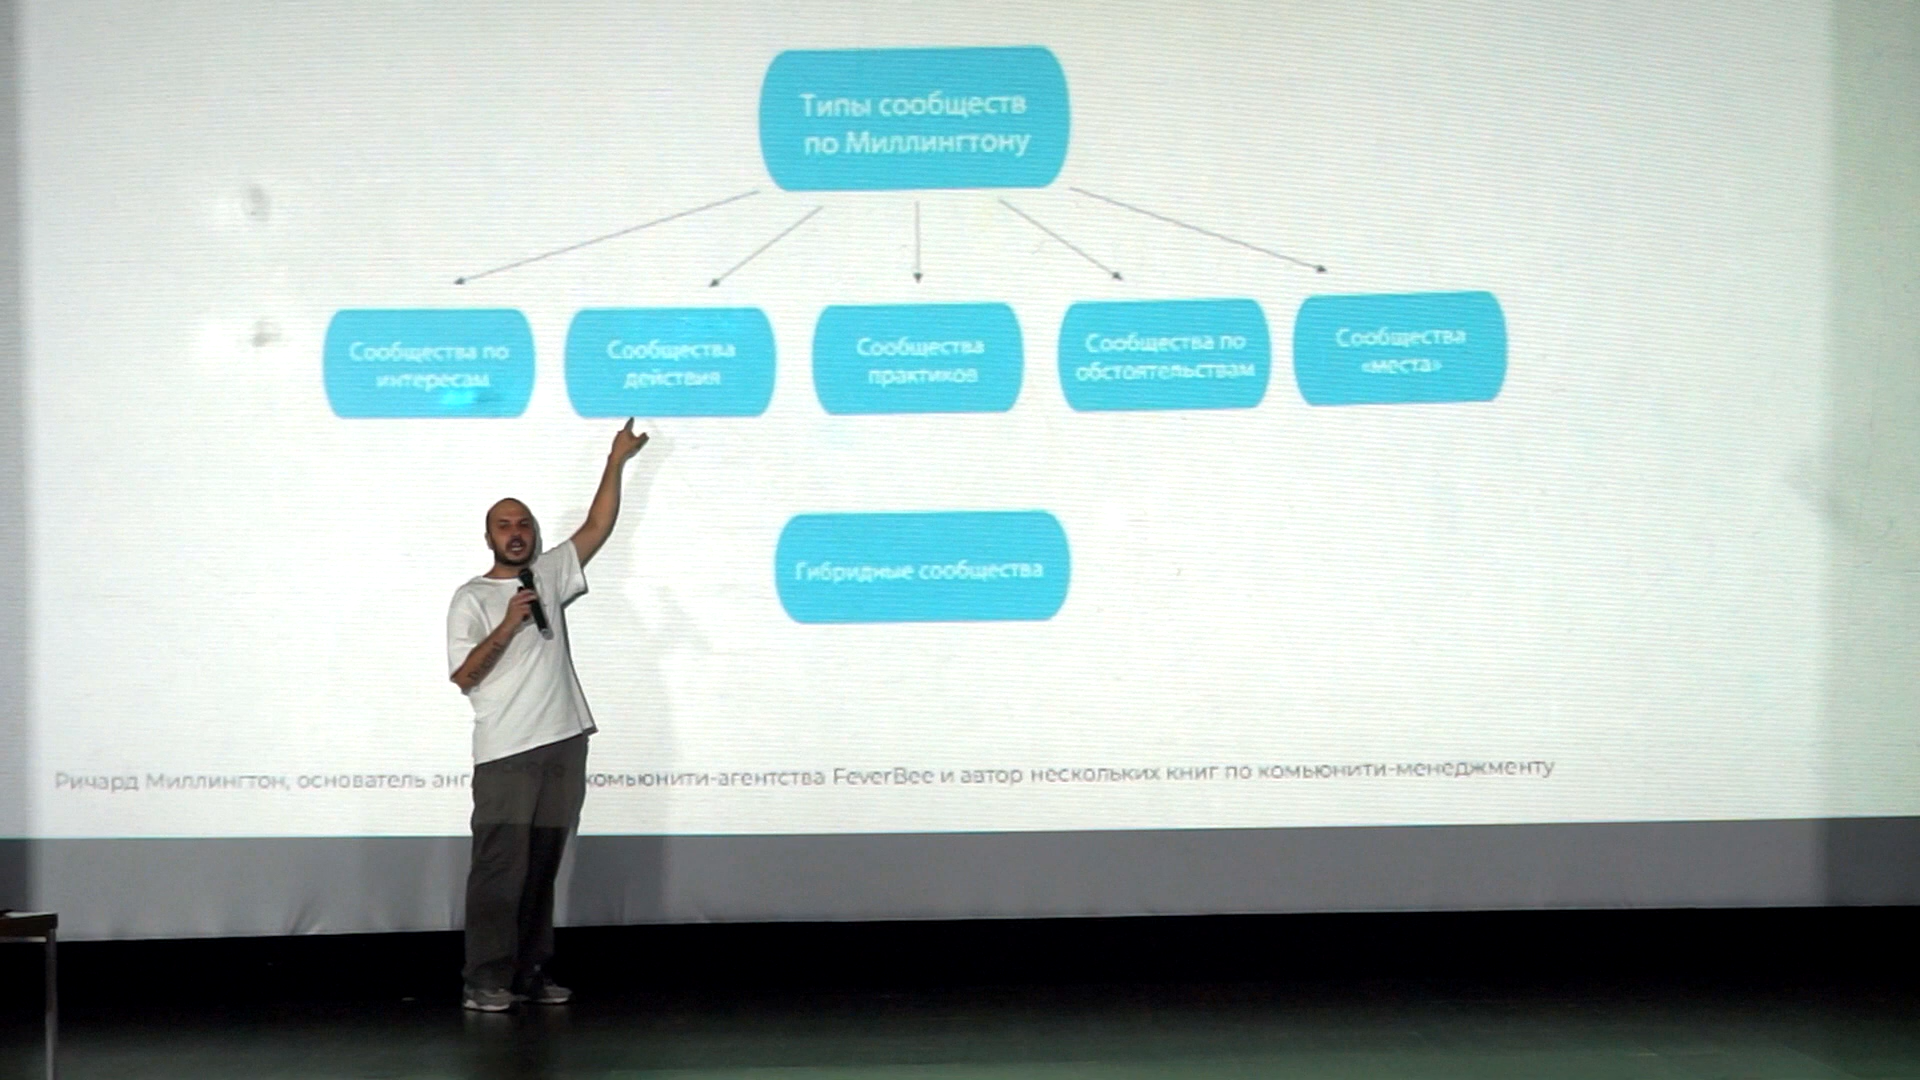 Типы сообществ
по Миллингтону
Сообщества по
интересам
Сообщества
действия
Сообщества
практиков
Сообщества по
обстоятельствам
Сообщества
«места»
Гибридные сообщества
Ричард Миллингтон, основатель комьюнити-агентства FeverBee и автор нескольких книг по комьюнити-менеджменту